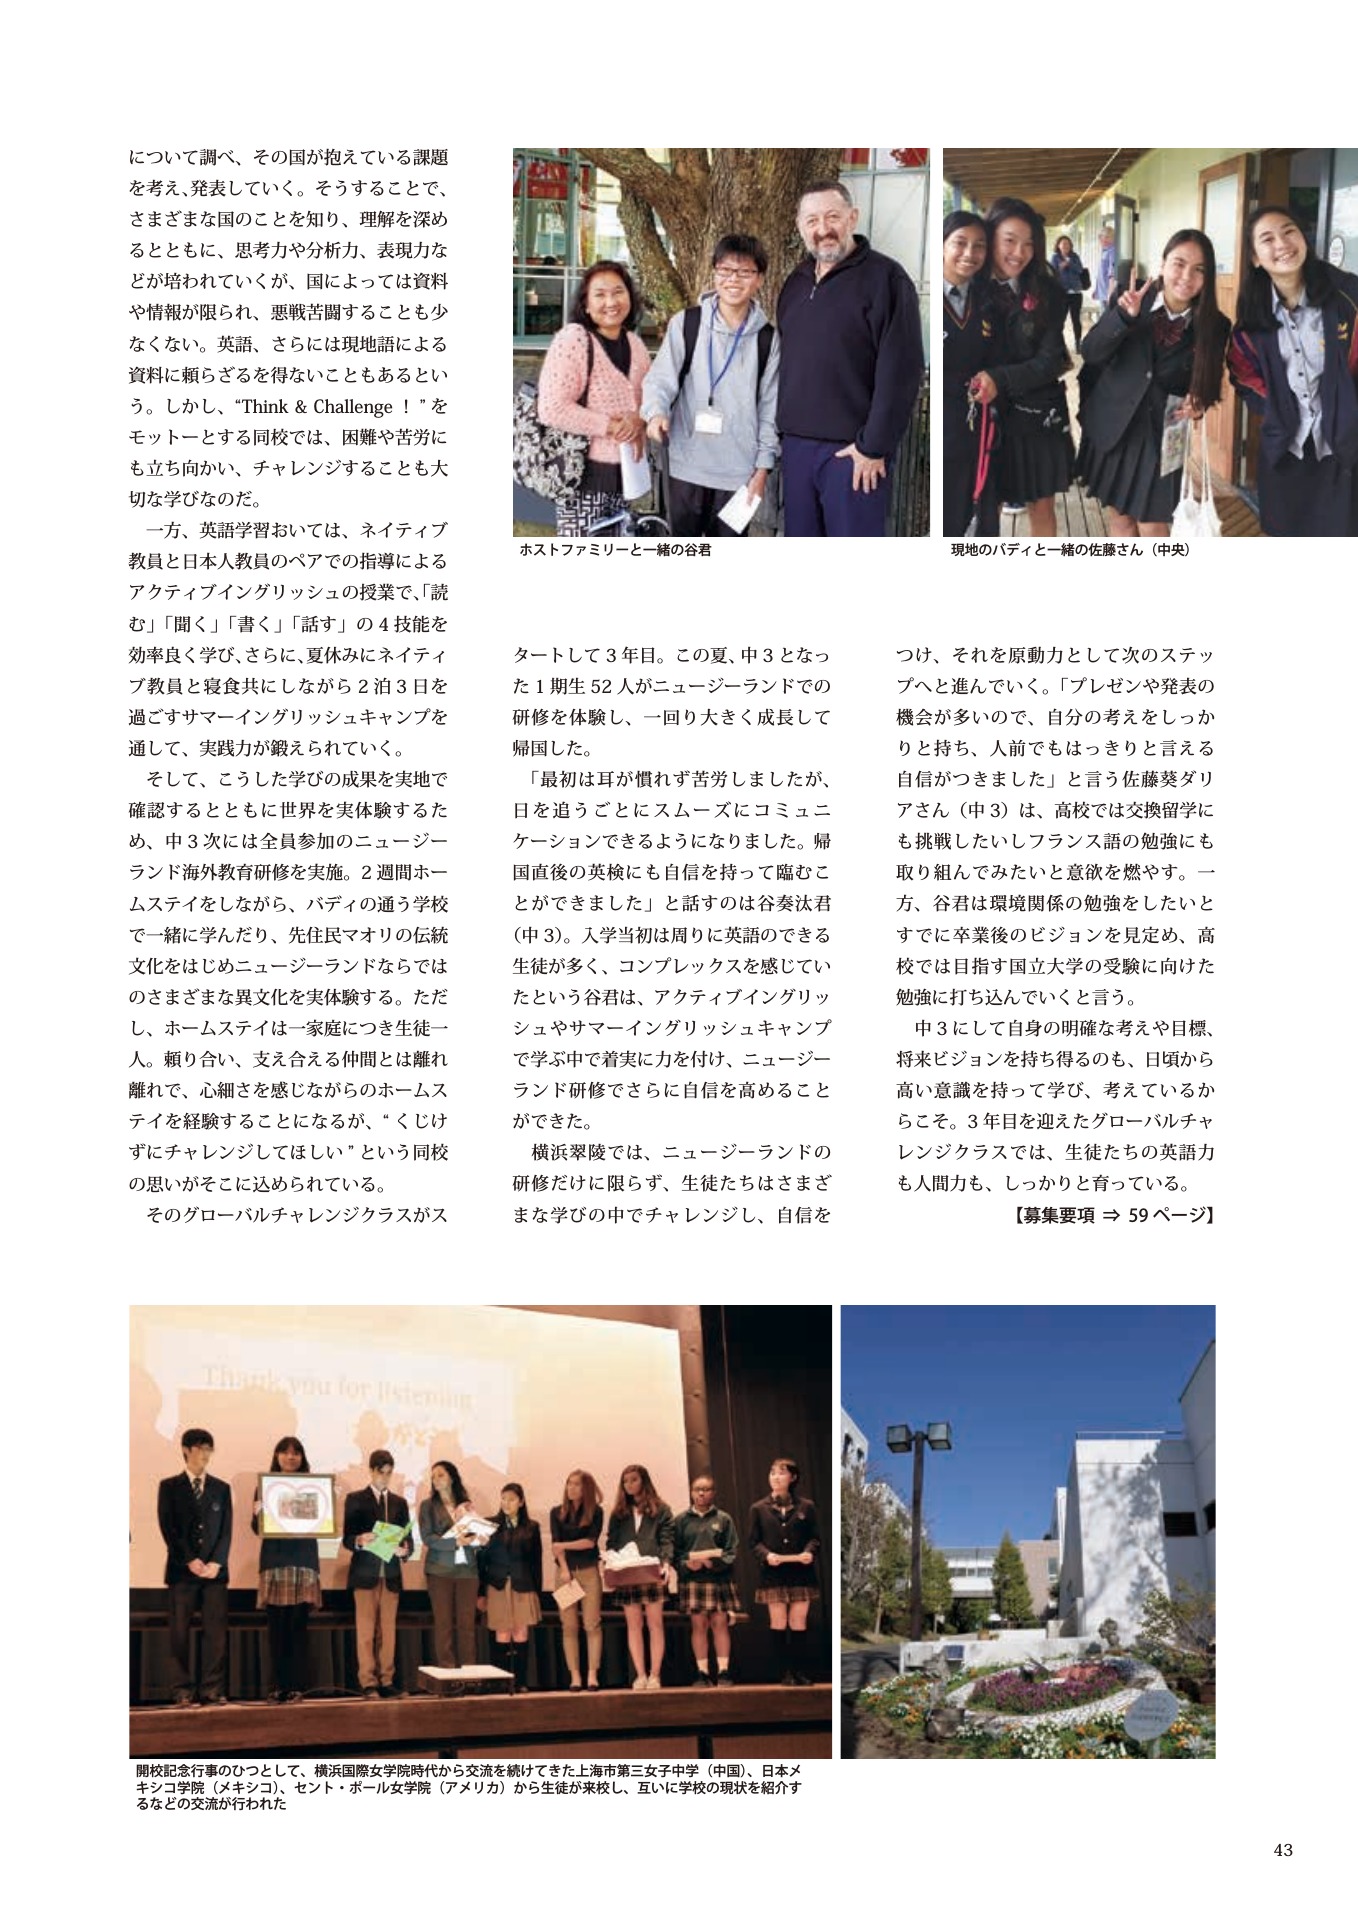 について調べ、その国が抱えている課題
を考え、発表していく。そうすることで、
さまざまな国のことを知り、理解を深め
るとともに、思考力や分析力、表現力な
どが培われていくが、国によっては資料
や情報が限られ、悪戦苦闘することも少
なくない。英語、さらには現地語による
資料に頼らざるを得ないこともあるとい
う。しかし、“Think & Challenge ！ ” を
モットーとする同校では、困難や苦労に
も立ち向かい、チャレンジすることも大
切な学びなのだ。
一方、英語学習おいては、ネイティブ
教員と日本人教員のペアでの指導による
アクティブイングリッシュの授業で、「読
む」「聞く」「書く」「話す」の 4 技能を
効率良く学び、さらに、夏休みにネイティ
ブ教員と寝食共にしながら 2 泊 3 日を
過ごすサマーイングリッシュキャンプを
通して、実践力が鍛えられていく。
そして、こうした学びの成果を実地で
確認するとともに世界を実体験するた
め、中 3 次には全員参加のニュージー
ランド海外教育研修を実施。2 週間ホー
ムステイをしながら、バディの通う学校
で一緒に学んだり、先住民マオリの伝統
文化をはじめニュージーランドならでは
のさまざまな異文化を実体験する。ただ
し、ホームステイは一家庭につき生徒一
人。頼り合い、支え合える仲間とは離れ
離れで、心細さを感じながらのホームス
テイを経験することになるが、“ くじけ
ずにチャレンジしてほしい ” という同校
の思いがそこに込められている。
そのグローバルチャレンジクラスがス
ホストファミリーと一緒の谷君
現地のバディと一緒の佐藤さん（中央）
タートして 3 年目。この夏、中 3 となっ
た 1 期生 52 人がニュージーランドでの
研修を体験し、一回り大きく成長して
帰国した。
「最初は耳が慣れず苦労しましたが、
日を追うごとにスムーズにコミュニ
ケーションできるようになりました。帰
国直後の英検にも自信を持って臨むこ
とができました」と話すのは谷奏汰君
（中 3）。入学当初は周りに英語のできる
生徒が多く、コンプレックスを感じてい
たという谷君は、アクティブイングリッ
シュやサマーイングリッシュキャンプ
で学ぶ中で着実に力を付け、ニュージー
ランド研修でさらに自信を高めること
ができた。
横浜翠陵では、ニュージーランドの
研修だけに限らず、生徒たちはさまざ
まな学びの中でチャレンジし、自信を
つけ、それを原動力として次のステッ
プへと進んでいく。「プレゼンや発表の
機会が多いので、自分の考えをしっか
りと持ち、人前でもはっきりと言える
自信がつきました」と言う佐藤葵ダリ
アさん（中 3）は、高校では交換留学に
も挑戦したいしフランス語の勉強にも
取り組んでみたいと意欲を燃やす。一
方、谷君は環境関係の勉強をしたいと
すでに卒業後のビジョンを見定め、高
校では目指す国立大学の受験に向けた
勉強に打ち込んでいくと言う。
中 3 にして自身の明確な考えや目標、
将来ビジョンを持ち得るのも、日頃から
高い意識を持って学び、考えているか
らこそ。3 年目を迎えたグローバルチャ
レンジクラスでは、生徒たちの英語力
も人間力も、しっかりと育っている。
【募集要項 ⇒ 59 ページ】
Thank you for listening
開校記念行事のひとつとして、横浜国際女学院時代から交流を続けてきた上海市第三女子中学（中国）、日本メ
キシコ学院（メキシコ）、セント・ポール女学院（アメリカ）から生徒が来校し、互いに学校の現状を紹介す
るなどの交流が行われた
43